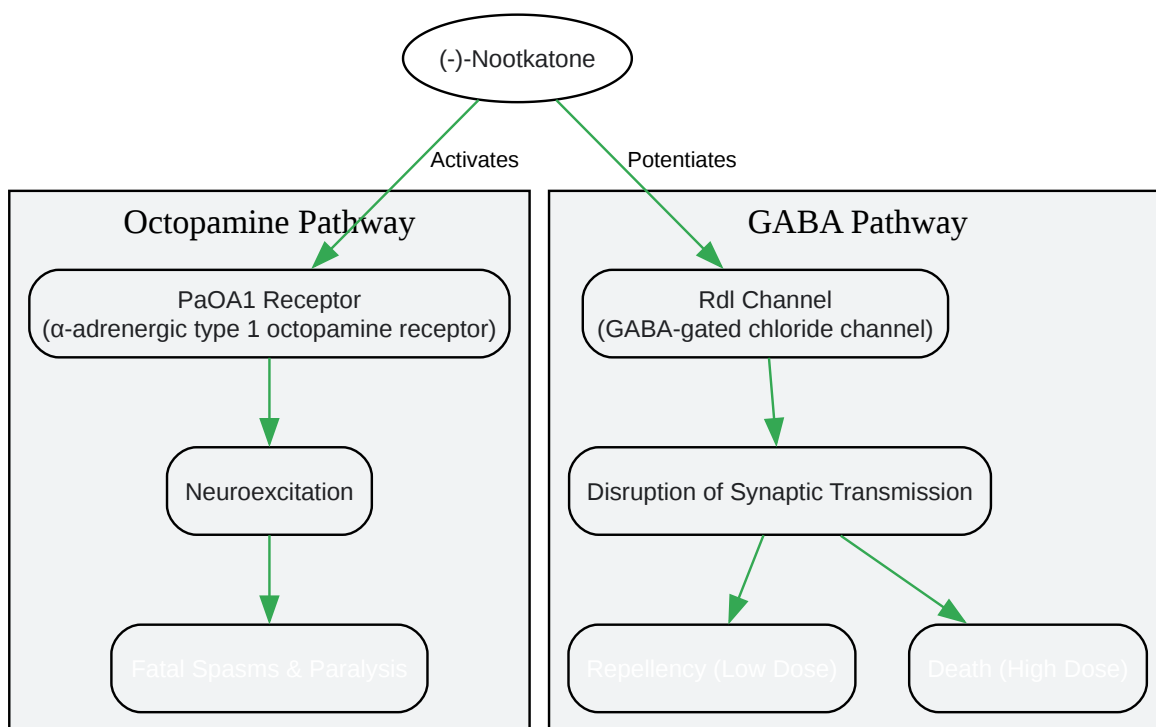 (-)-Nootkatone
Activates
Potentiates
Octopamine Pathway
GABA Pathway
PaOA1 Receptor
(α-adrenergic type 1 octopamine receptor)
Rdl Channel
(GABA-gated chloride channel)
Neuroexcitation
Disruption of Synaptic Transmission
Fatal Spasms & Paralysis
Repellency (Low Dose)
Death (High Dose)